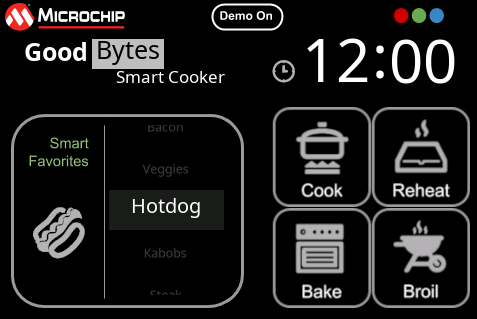 MICROCHIP
Demo On
Good Bytes
Smart Cooker
12:00
Smart
Favorites
Bacon
Veggies
Hotdog
Kabobs
Steak
Cook
Reheat
Bake
Broil